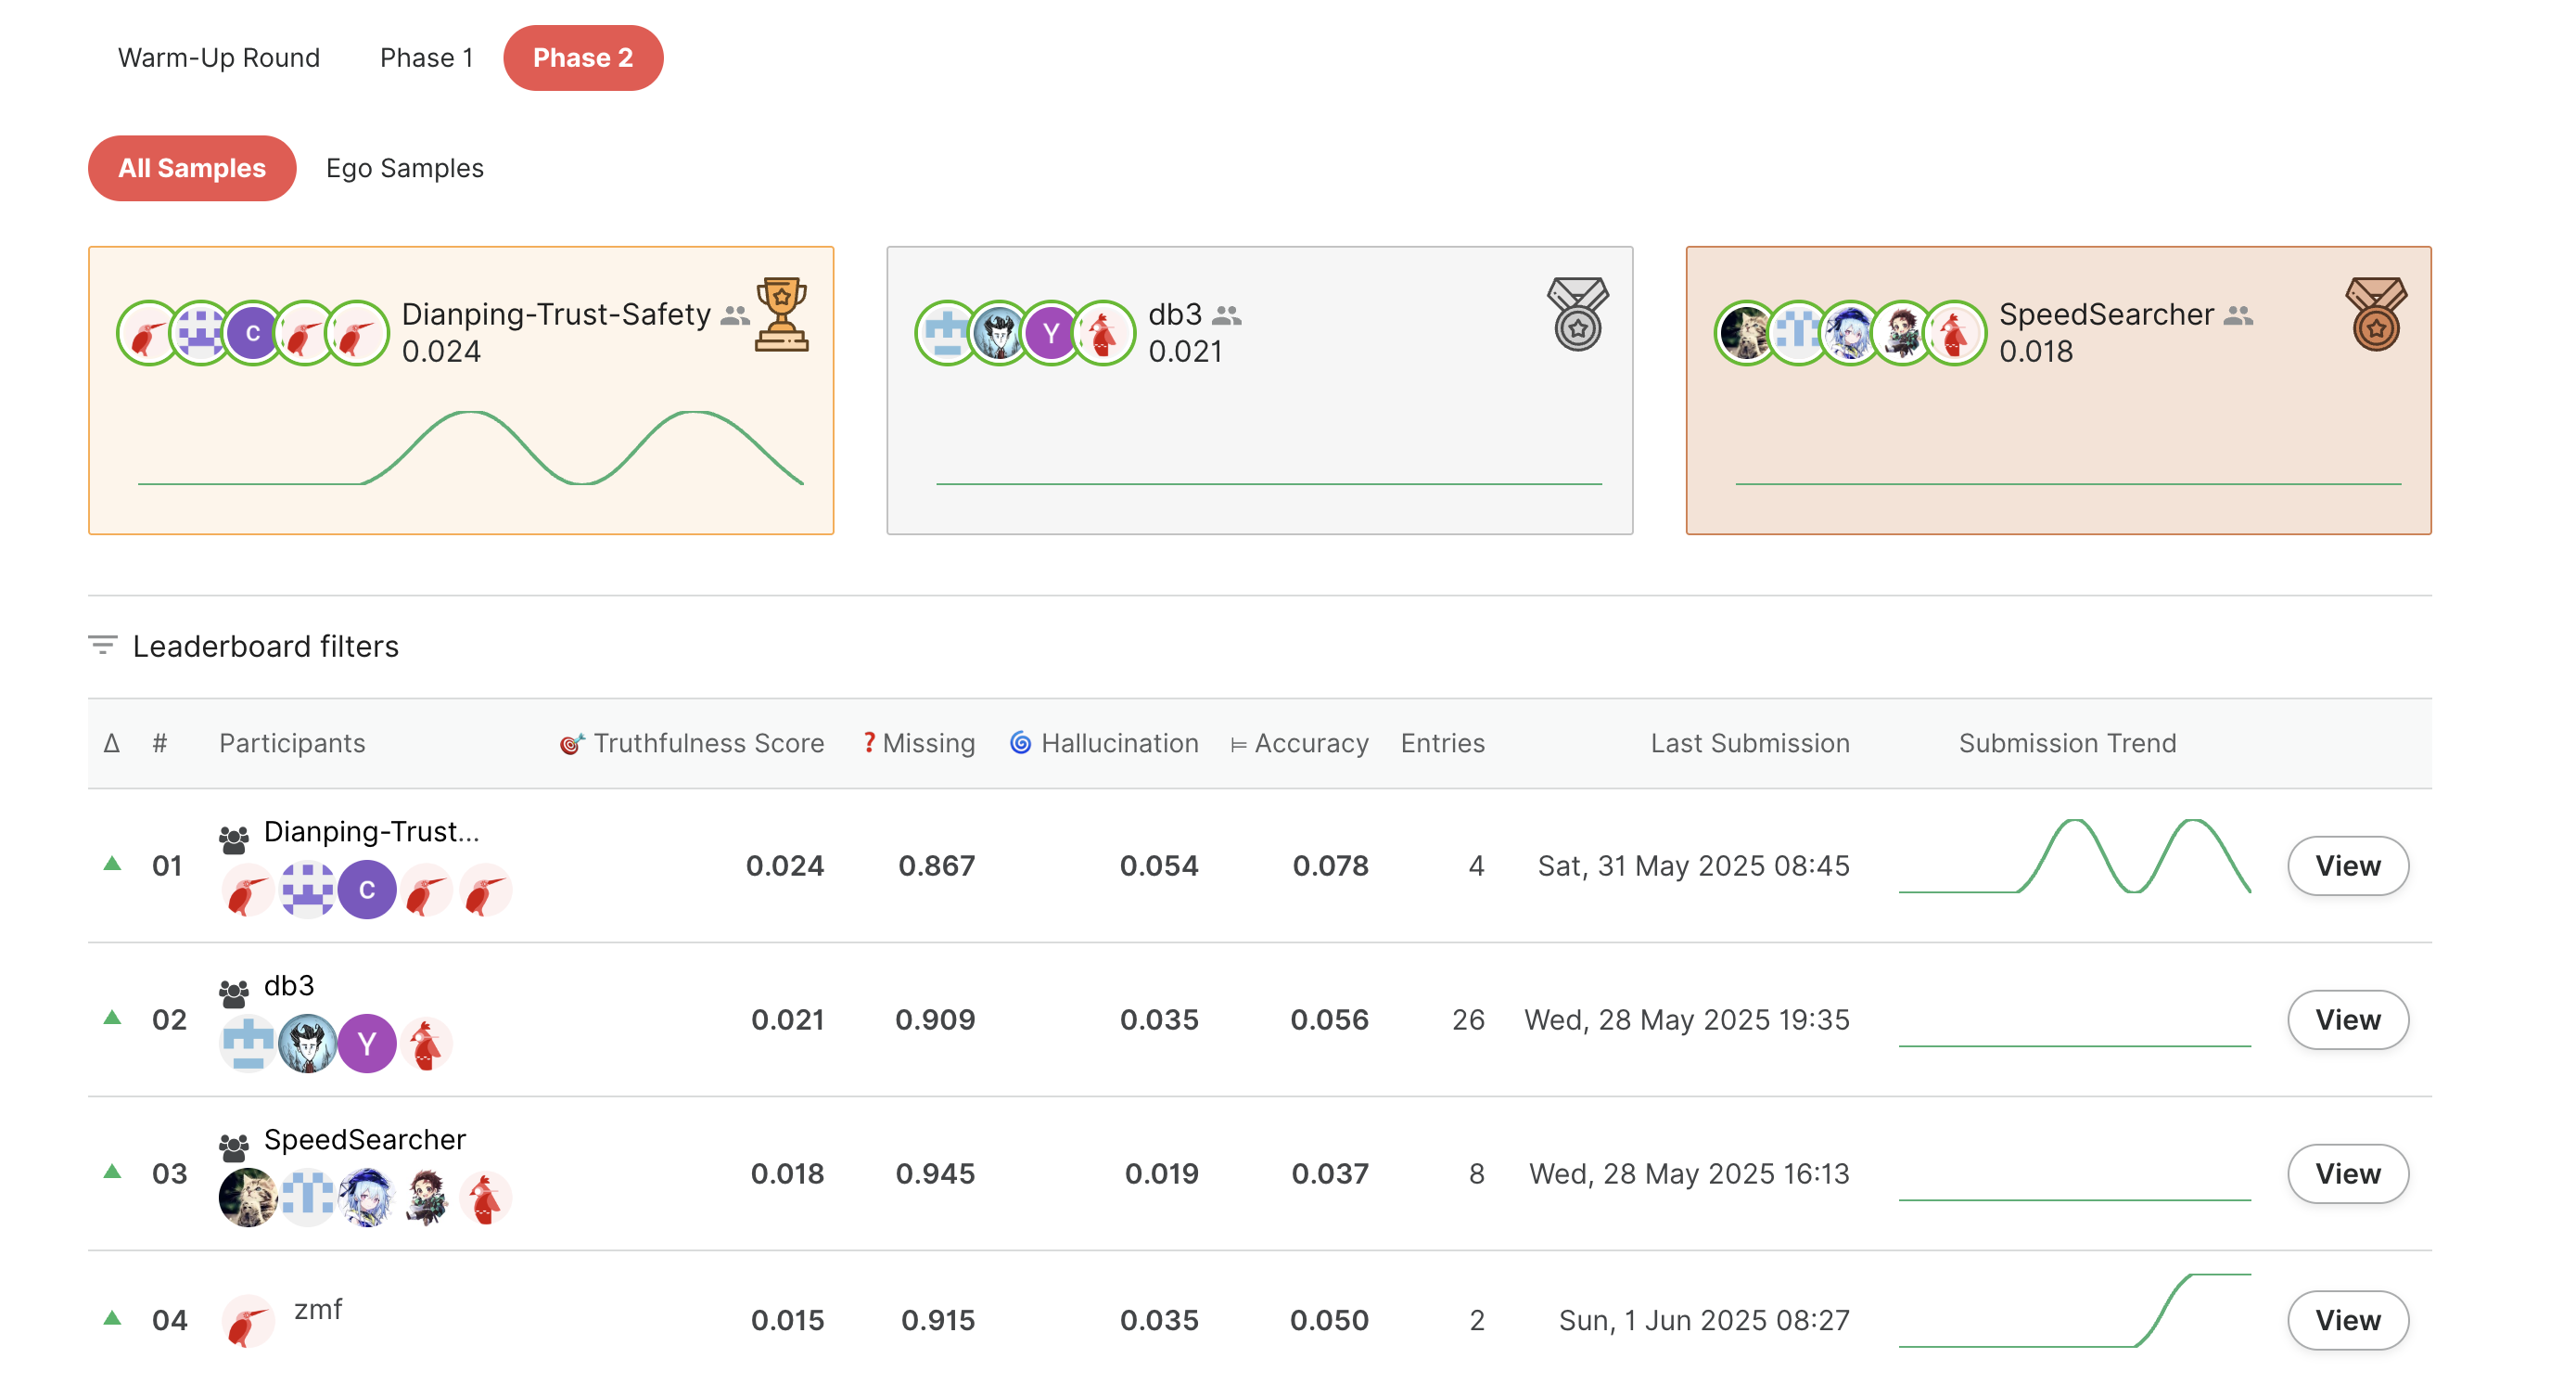 Warm-Up Round Phase 1 Phase 2
All Samples Ego Samples
C Dianping-Trust-Safety
0.024
Y db3
0.021
SpeedSearcher
0.018
Leaderboard filters
Δ # Participants 🎯 Truthfulness Score ❓ Missing 🌀 Hallucination ⊨ Accuracy Entries Last Submission Submission Trend
Dianping-Trust...
01 C 0.024 0.867 0.054 0.078 4 Sat, 31 May 2025 08:45 View
db3
02 Y 0.021 0.909 0.035 0.056 26 Wed, 28 May 2025 19:35 View
SpeedSearcher
03 0.018 0.945 0.019 0.037 8 Wed, 28 May 2025 16:13 View
04 zmf 0.015 0.915 0.035 0.050 2 Sun, 1 Jun 2025 08:27 View